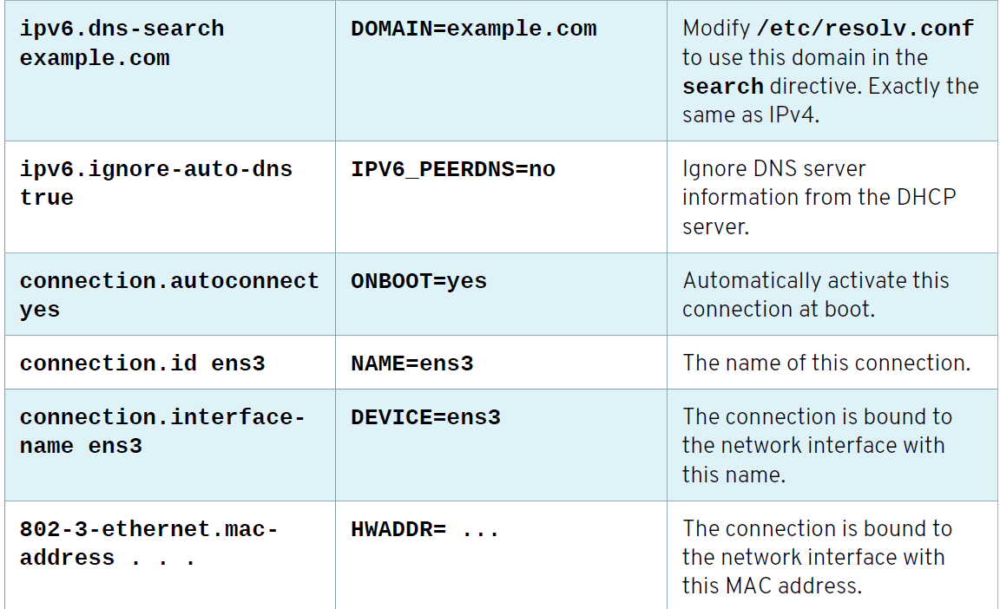 ipv6.dns-search
example.com
DOMAIN=example.com
Modify /etc/resolv.conf
to use this domain in the
search directive. Exactly the
same as IPv4.
ipv6.ignore-auto-dns
true
IPV6_PEERDNS=no
Ignore DNS server
information from the DHCP
server.
connection.autoconnect
yes
ONBOOT=yes
Automatically activate this
connection at boot.
connection.id ens3
NAME=ens3
The name of this connection.
connection.interface-
name ens3
DEVICE=ens3
The connection is bound to
the network interface with
this name.
802-3-ethernet.mac-
address . . .
HWADDR= ...
The connection is bound to
the network interface with
this MAC address.